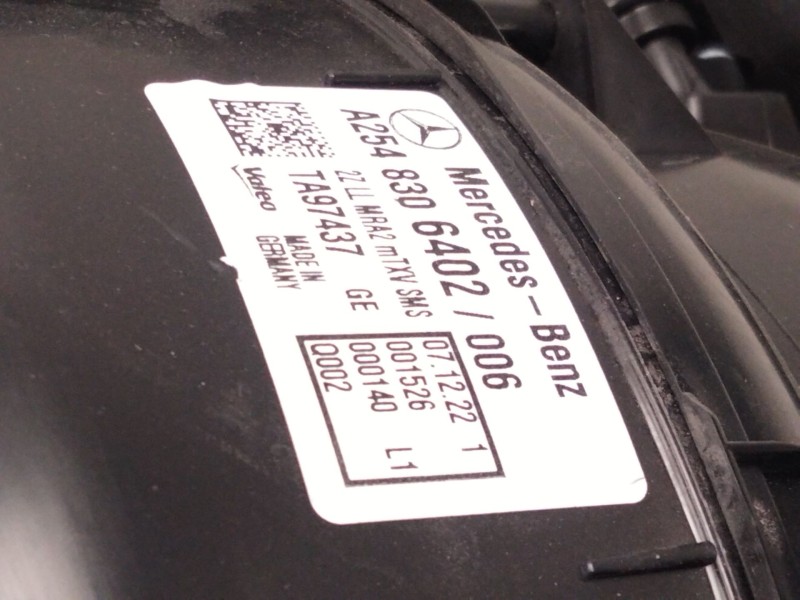 Mercedes-Benz
A254 830 6402 / 006
2Z LL MRA2 mTXV SMS
TA97437 GE
Valeo
MADE IN
GERMANY
07.12.22 1
001526
000140 L1
Q002